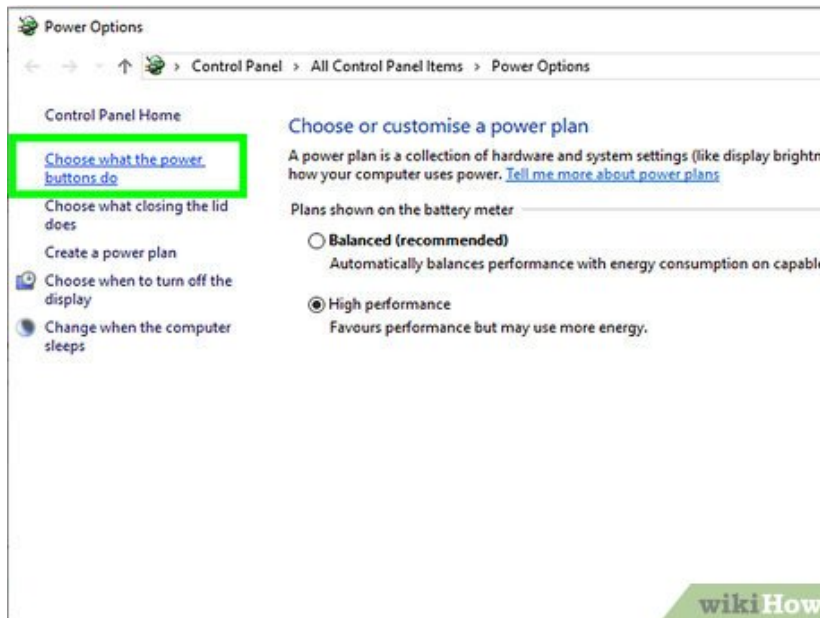 Power Options
Control Panel > All Control Panel Items > Power Options
Control Panel Home
Choose what the power
buttons do
Choose what closing the lid
does
Create a power plan
Choose when to turn off the
display
Change when the computer
sleeps
Choose or customise a power plan
A power plan is a collection of hardware and system settings (like display brightn
how your computer uses power. Tell me more about power plans
Plans shown on the battery meter
Balanced (recommended)
Automatically balances performance with energy consumption on capable
High performance
Favours performance but may use more energy.
wikiHow